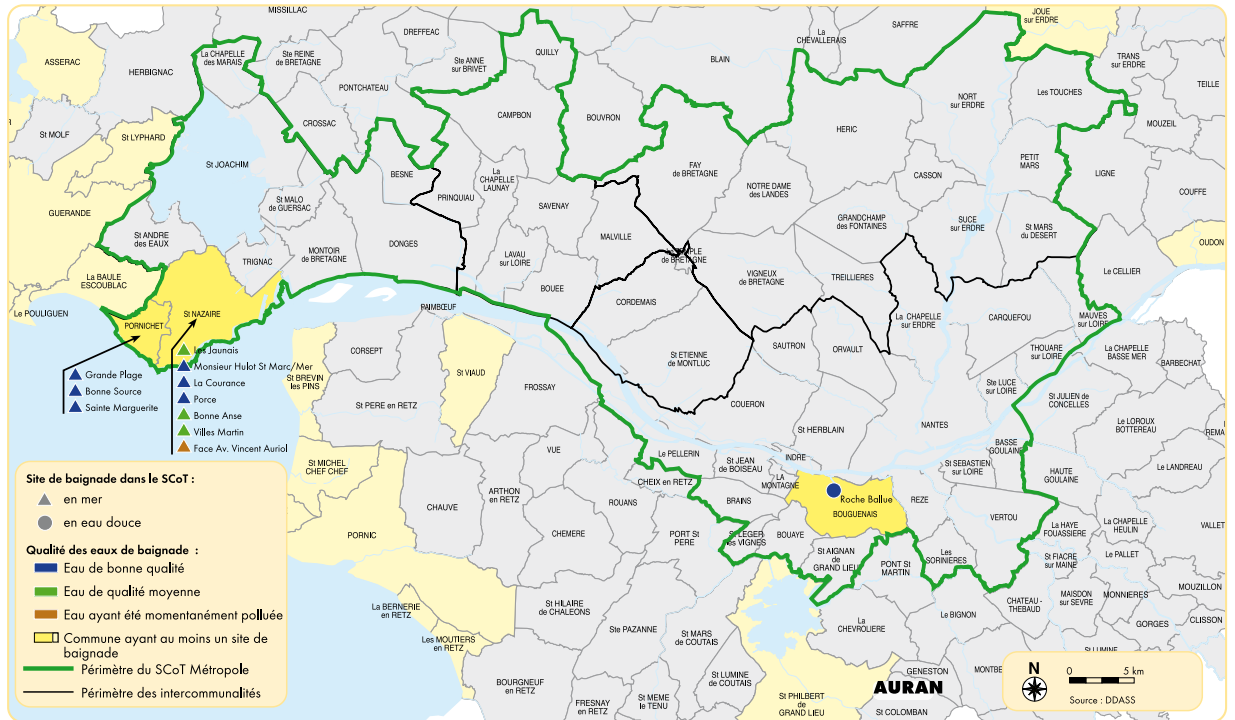 MISSILLAC
DREFFEAC
SAFFRE
LA
CHEVALLERAIS
JOUE
sur ERDRE
LA CHAPELLE
DES MARAIS
Ste REINE
DE BRETAGNE
QUILLY
Ste ANNE
sur BRIVET
BLAIN
TRANS
sur ERDRE
ASSERAC
HERBIGNAC
PONTCHATEAU
TEILLE
NORT
sur ERDRE
Les TOUCHES
CAMPBON
BOUVRON
CROSSAC
HERIC
MOUZEIL
St MOLF
St LYPHARD
St JOACHIM
BESNE
PETIT
MARS
LIGNE
La
CHAPELLE
LAUNAY
FAY
de BRETAGNE
CASSON
COUFFE
NOTRE DAME
des LANDES
PRINQUIAU
St MALO
de GUERSAC
SAVENAY
GUERANDE
GRANDCHAMP
des FONTAINES
SUCE
sur ERDRE
St MARS
du DESERT
St ANDRE
des EAUX
MALVILLE
DONGES
OUDON
MONTOIR
de BRETAGNE
LAVAU
sur LOIRE
TRIGNAC
de BRETAGNE
VIGNEUX
de BRETAGNE
TREILLIERES
Le CELLIER
La BAULE
ESCOUBLAC
BOUEE
CORDEMAIS
Le POULIGUEN
PORNICHET
St NAZAIRE
PAIMBŒUF
La CHAPELLE
sur ERDRE
CARQUEFOU
MAUVES
sur LOIRE
CORSEPT
SAUTRON
ORVAULT
THOUARE
sur LOIRE
La CHAPELLE
BASSE MER
BARBECHAT
Les Jaunais
Monsieur Hulot St Marc/Mer
La Courance
Porce
Bonne Anse
Villes Martin
Face Av. Vincent Auriol
Grande Plage
Bonne Source
Sainte Marguerite
St BREVIN
les PINS
St VIAUD
St ETIENNE
de MONTLUC
FROSSAY
Ste LUCE
sur LOIRE
St JULIEN
de CONCELLES
St PERE en RETZ
COUERON
NANTES
Le LOROUX
BOTTEREAU
REMA
St HERBLAIN
VUE
Le PELLERIN
St JEAN
de BOISEAU
INDRE
BASSE
GOULAINE
St SEBASTIEN
sur LOIRE
St MICHEL
CHEF CHEF
HAUTE
GOULAINE
Le LANDREAU
La
MONTAGNE
CHEIX en RETZ
ARTHON
en RETZ
ROUANS
BRAINS
Roche Ballue
BOUGUENAIS
REZE
CHAUVE
VERTOU
La HAYE
FOUASSIERE
La CHAPELLE
HEULIN
VALLET
CHEMERE
PORT St
PERE
St LEGER
les VIGNES
BOUAYE
PORNIC
St AIGNAN
de GRAND LIEU
PONT St
MARTIN
Les
SORINIERES
St FIACRE
sur MAINE
Le PALLET
MOUZILLON
CHATEAU -
THEBAUD
MAISDON
sur SEVRE
MONNIERES
La BERNERIE
en RETZ
St HILAIRE
de CHALEONS
Le BIGNON
CLISSON
GORGES
La
CHEVROLIERE
Ste PAZANNE
St MARS
de COUTAIS
Les MOUTIERS
en RETZ
St LUMINE
GENESTON
MONTBE
BOURGNEUF
en RETZ
St LUMINE
de COUTAIS
AURAN
St PHILBERT
de GRAND LIEU
St MEME
le TENU
FRESNAY
en RETZ
St COLOMBAN
Site de baignade dans le SCoT :
en mer
en eau douce
Qualité des eaux de baignade :
Eau de bonne qualité
Eau de qualité moyenne
Eau ayant été momentanément polluée
Commune ayant au moins un site de
baignade
Périmètre du SCoT Métropole
Périmètre des intercommunalités
N
0 5 km
Source : DDASS